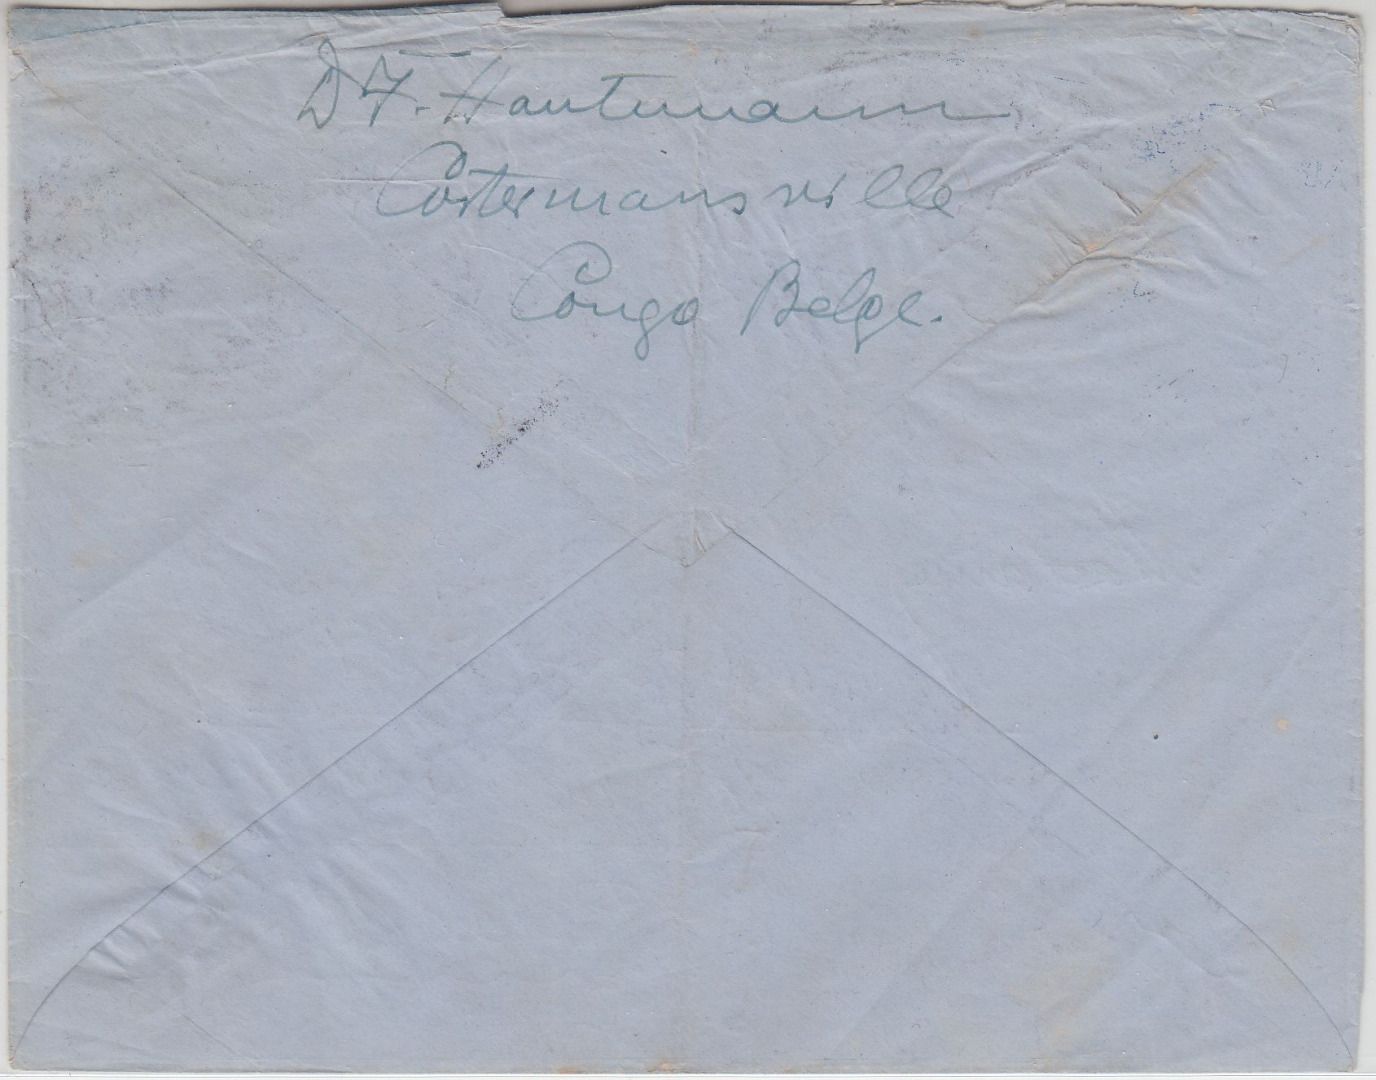 D F. Hautmann
Costermansville
Congo Belge.